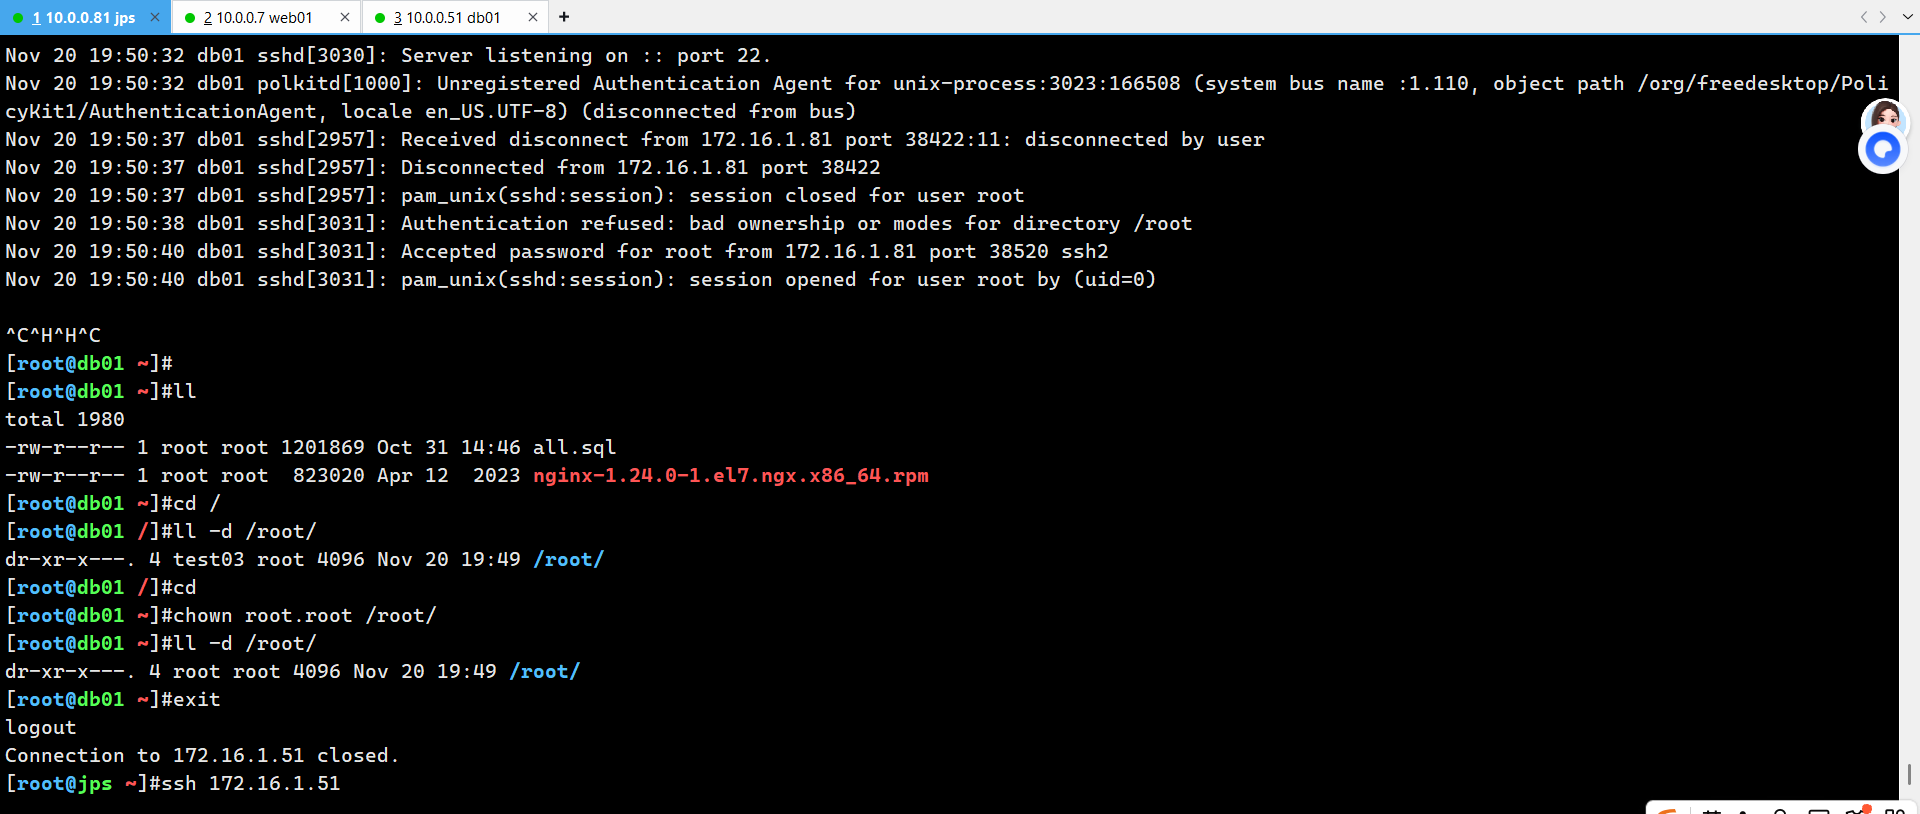 1 10.0.0.81 jps × 2 10.0.0.7 web01 × 3 10.0.0.51 db01 × +
Nov 20 19:50:32 db01 sshd[3030]: Server listening on :: port 22.
Nov 20 19:50:32 db01 polkitd[1000]: Unregistered Authentication Agent for unix-process:3023:166508 (system bus name :1.110, object path /org/freedesktop/Poli
cyKit1/AuthenticationAgent, locale en_US.UTF-8) (disconnected from bus)
Nov 20 19:50:37 db01 sshd[2957]: Received disconnect from 172.16.1.81 port 38422:11: disconnected by user
Nov 20 19:50:37 db01 sshd[2957]: Disconnected from 172.16.1.81 port 38422
Nov 20 19:50:37 db01 sshd[2957]: pam_unix(sshd:session): session closed for user root
Nov 20 19:50:38 db01 sshd[3031]: Authentication refused: bad ownership or modes for directory /root
Nov 20 19:50:40 db01 sshd[3031]: Accepted password for root from 172.16.1.81 port 38520 ssh2
Nov 20 19:50:40 db01 sshd[3031]: pam_unix(sshd:session): session opened for user root by (uid=0)
^C^H^H^C
[root@db01 ~]#
[root@db01 ~]#ll
total 1980
-rw-r--r-- 1 root root 1201869 Oct 31 14:46 all.sql
-rw-r--r-- 1 root root  823020 Apr 12  2023 nginx-1.24.0-1.el7.ngx.x86_64.rpm
[root@db01 ~]#cd /
[root@db01 /]#ll -d /root/
dr-xr-x---. 4 test03 root 4096 Nov 20 19:49 /root/
[root@db01 /]#cd
[root@db01 ~]#chown root.root /root/
[root@db01 ~]#ll -d /root/
dr-xr-x---. 4 root root 4096 Nov 20 19:49 /root/
[root@db01 ~]#exit
logout
Connection to 172.16.1.51 closed.
[root@jps ~]#ssh 172.16.1.51